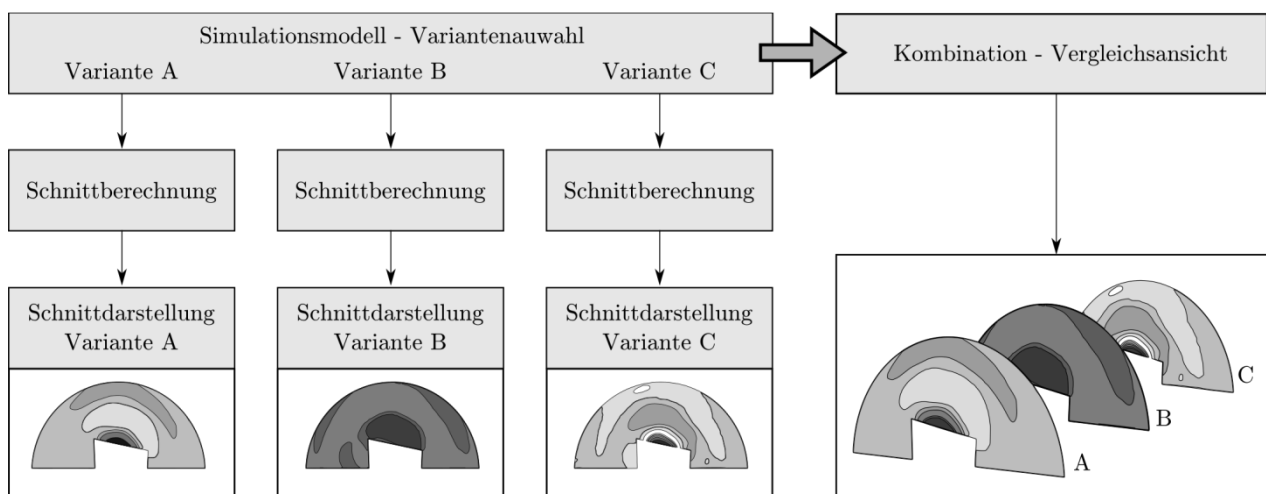 Simulationsmodell - Variantenauwahl
Variante A
Variante B
Variante C
Kombination - Vergleichsansicht
Schnittberechnung
Schnittberechnung
Schnittberechnung
Schnittdarstellung
Variante A
Schnittdarstellung
Variante B
Schnittdarstellung
Variante C
A
B
C